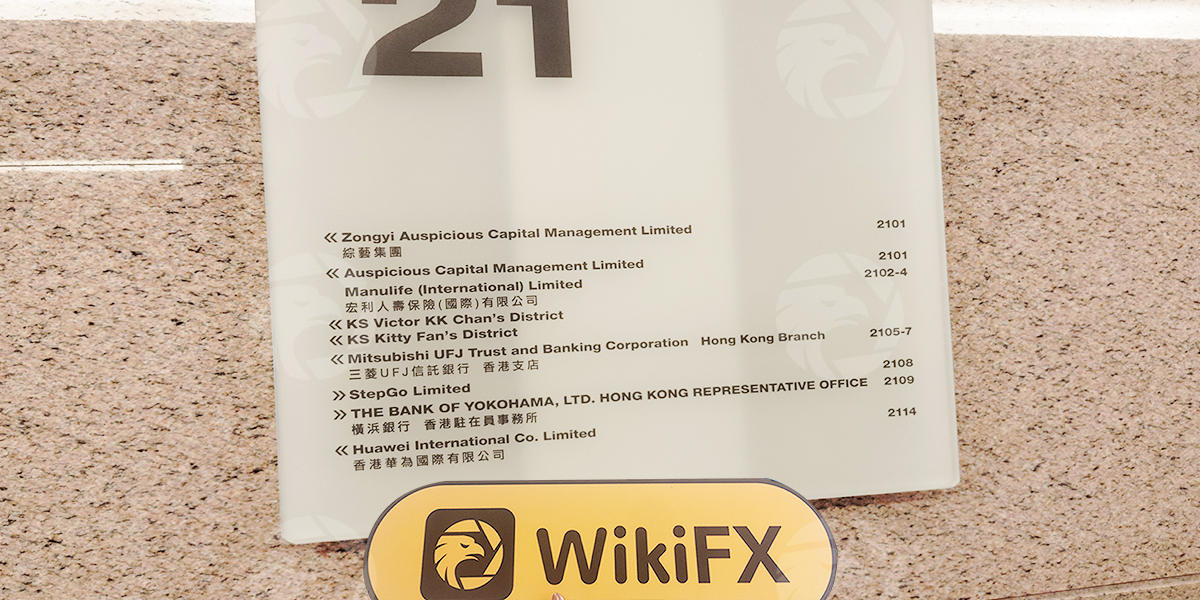 21
« Zongyi Auspicious Capital Management Limited 2101
綜藝集團
« Auspicious Capital Management Limited 2101
Manulife (International) Limited 2102-4
宏利人壽保險(國際)有限公司
« KS Victor KK Chan's District
« KS Kitty Fan's District
« Mitsubishi UFJ Trust and Banking Corporation Hong Kong Branch 2105-7
三菱UFJ信託銀行 香港支店
» StepGo Limited 2108
» THE BANK OF YOKOHAMA, LTD. HONG KONG REPRESENTATIVE OFFICE 2109
橫浜銀行 香港駐在員事務所
« Huawei International Co. Limited 2114
香港華為國際有限公司
WikiFX